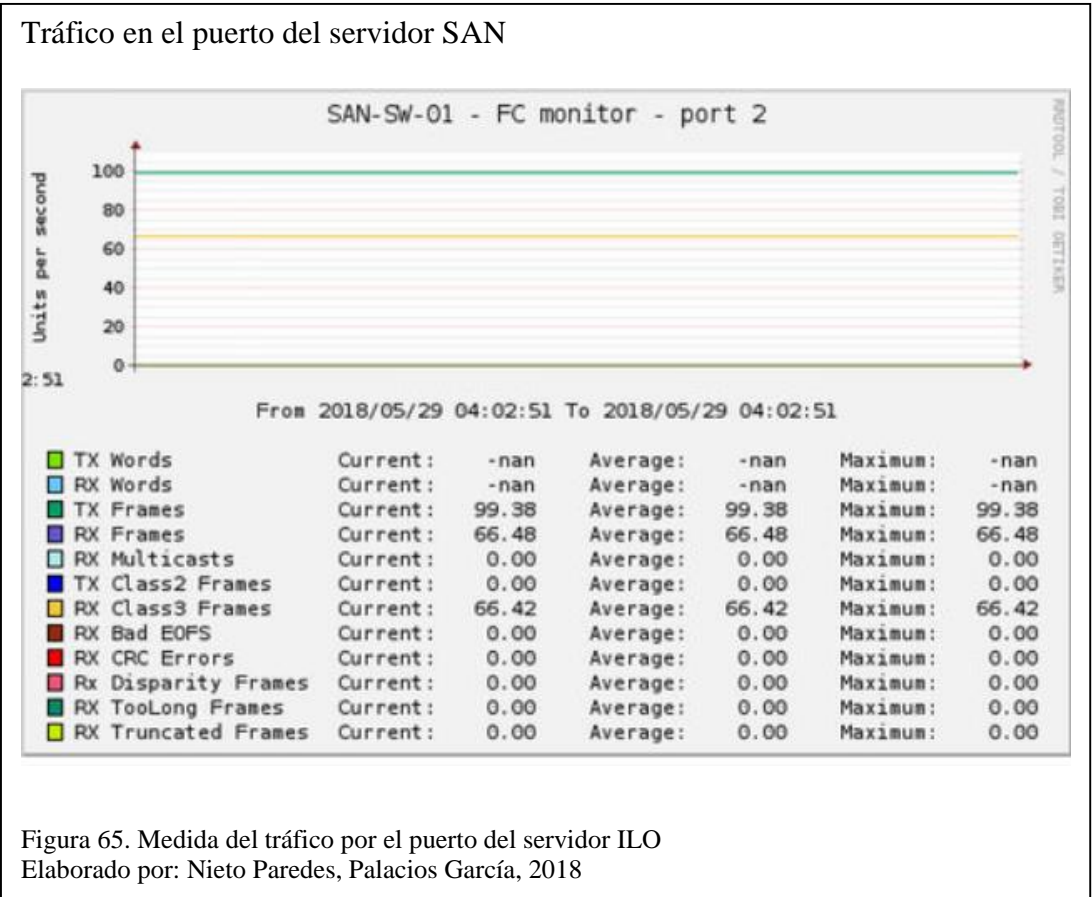 Tráfico en el puerto del servidor SAN
SAN-SW-01 - FC monitor - port 2
RRDTOOL / TOBI OETIKER
Units per second
100
80
60
40
20
0
2:51
From 2018/05/29 04:02:51 To 2018/05/29 04:02:51
TX Words Current: -nan Average: -nan Maximum: -nan
RX Words Current: -nan Average: -nan Maximum: -nan
TX Frames Current: 99.38 Average: 99.38 Maximum: 99.38
RX Frames Current: 66.48 Average: 66.48 Maximum: 66.48
RX Multicasts Current: 0.00 Average: 0.00 Maximum: 0.00
TX Class2 Frames Current: 0.00 Average: 0.00 Maximum: 0.00
RX Class3 Frames Current: 66.42 Average: 66.42 Maximum: 66.42
RX Bad EOFS Current: 0.00 Average: 0.00 Maximum: 0.00
RX CRC Errors Current: 0.00 Average: 0.00 Maximum: 0.00
Rx Disparity Frames Current: 0.00 Average: 0.00 Maximum: 0.00
RX TooLong Frames Current: 0.00 Average: 0.00 Maximum: 0.00
RX Truncated Frames Current: 0.00 Average: 0.00 Maximum: 0.00
Figura 65. Medida del tráfico por el puerto del servidor ILO
Elaborado por: Nieto Paredes, Palacios García, 2018